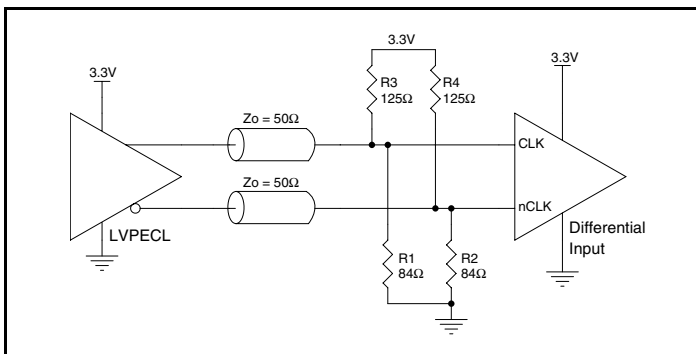 3.3V
3.3V
3.3V
R3
125Ω
R4
125Ω
Zo = 50Ω
CLK
Zo = 50Ω
nCLK
LVPECL
Differential
Input
R1
84Ω
R2
84Ω